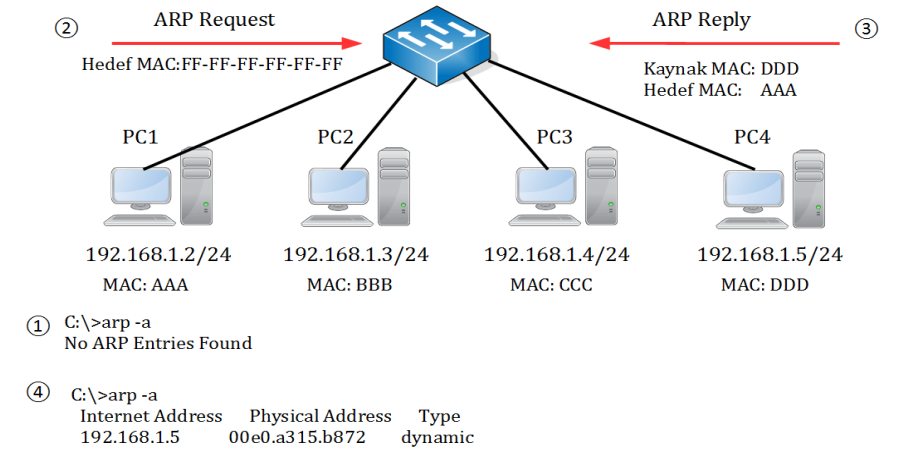 ② ARP Request
Hedef MAC:FF-FF-FF-FF-FF-FF
ARP Reply ③
Kaynak MAC: DDD
Hedef MAC: AAA
PC1
PC2
PC3
PC4
192.168.1.2/24
192.168.1.3/24
192.168.1.4/24
192.168.1.5/24
MAC: AAA
MAC: BBB
MAC: CCC
MAC: DDD
① C:\>arp -a
No ARP Entries Found
④ C:\>arp -a
Internet Address Physical Address Type
192.168.1.5 00e0.a315.b872 dynamic